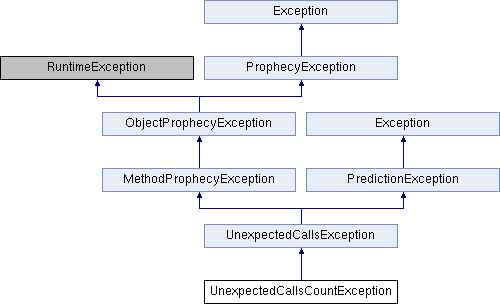 Exception
RuntimeException
ProphecyException
ObjectProphecyException
Exception
MethodProphecyException
PredictionException
UnexpectedCallsException
UnexpectedCallsCountException